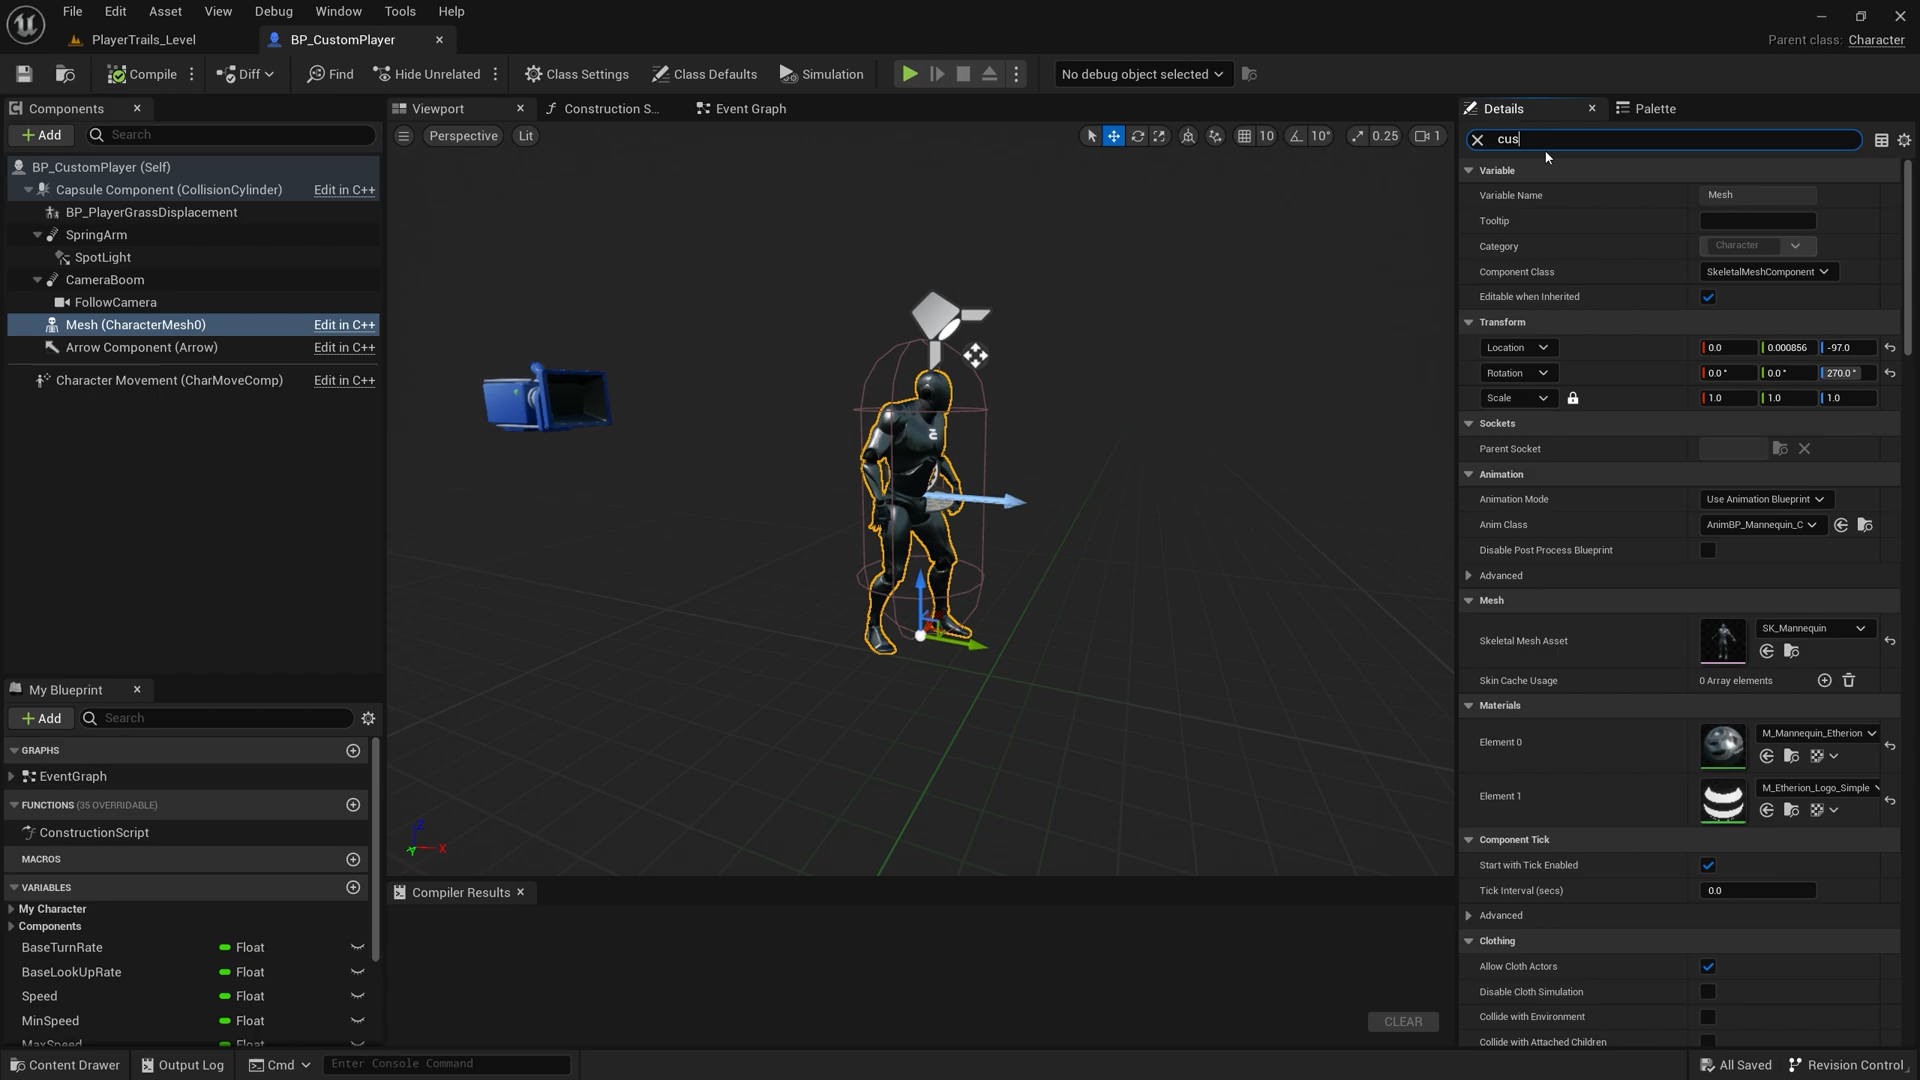 File Edit Asset View Debug Window Tools Help
PlayerTrails_Level
BP_CustomPlayer
Parent class: Character
Compile
Diff
Find
Hide Unrelated
Class Settings
Class Defaults
Simulation
No debug object selected
Components
Add
Search
BP_CustomPlayer (Self)
Capsule Component (CollisionCylinder) Edit in C++
BP_PlayerGrassDisplacement
SpringArm
SpotLight
CameraBoom
FollowCamera
Mesh (CharacterMesh0) Edit in C++
Arrow Component (Arrow) Edit in C++
Character Movement (CharMoveComp) Edit in C++
My Blueprint
Add
Search
GRAPHS
EventGraph
FUNCTIONS (35 OVERRIDABLE)
ConstructionScript
MACROS
VARIABLES
My Character
Components
BaseTurnRate Float
BaseLookUpRate Float
Speed Float
MinSpeed Float
MaxSpeed Float
Viewport
Construction S...
Event Graph
Perspective
Lit
10
10°
0.25
1
Z
Y
X
Compiler Results
CLEAR
Details
Palette
cus
Variable
Variable Name Mesh
Tooltip
Category Character
Component Class SkeletalMeshComponent
Editable when Inherited
Transform
Location 0.0 0.000856 -97.0
Rotation 0.0° 0.0° 270.0°
Scale 1.0 1.0 1.0
Sockets
Parent Socket
Animation
Animation Mode Use Animation Blueprint
Anim Class AnimBP_Mannequin_C
Disable Post Process Blueprint
Advanced
Mesh
Skeletal Mesh Asset SK_Mannequin
Skin Cache Usage 0 Array elements
Materials
Element 0 M_Mannequin_Etherion
Element 1 M_Etherion_Logo_Simple
Component Tick
Start with Tick Enabled
Tick Interval (secs) 0.0
Advanced
Clothing
Allow Cloth Actors
Disable Cloth Simulation
Collide with Environment
Collide with Attached Children
Content Drawer
Output Log
Cmd
Enter Console Command
All Saved
Revision Control